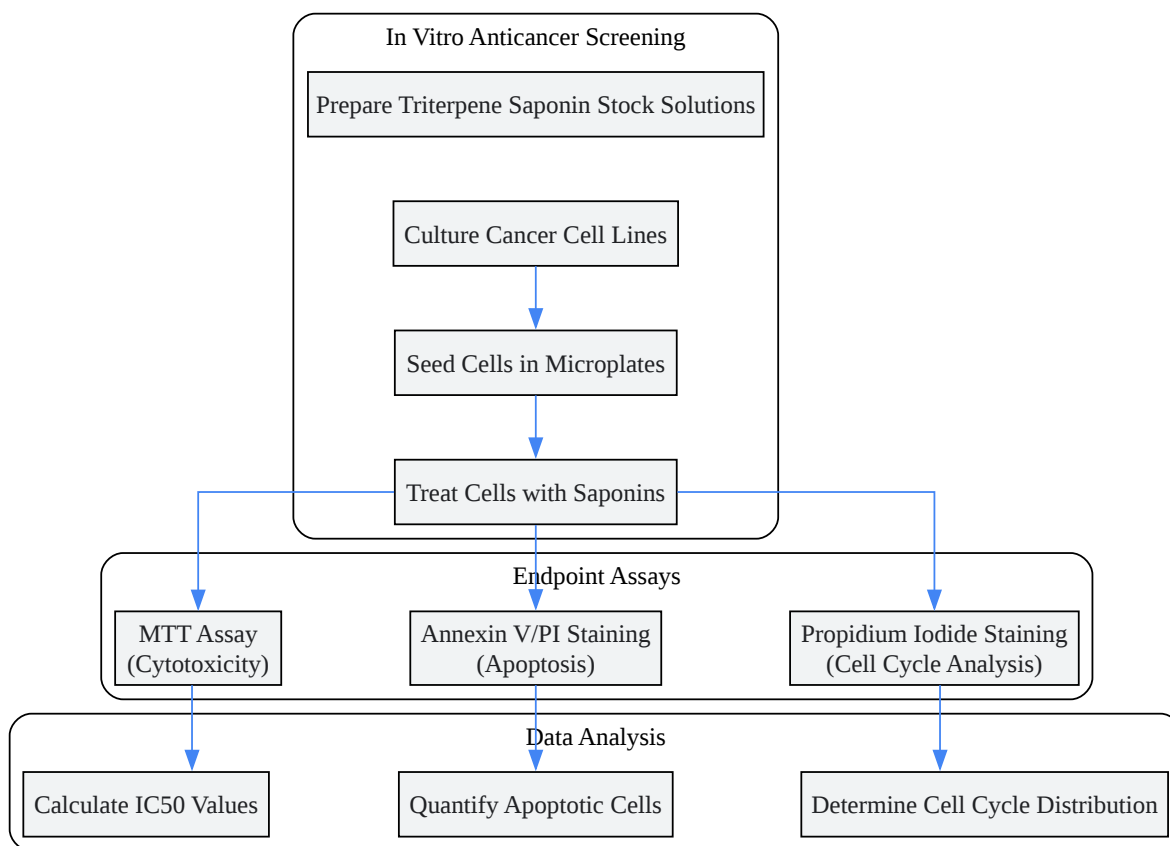 In Vitro Anticancer Screening
Prepare Triterpene Saponin Stock Solutions
Culture Cancer Cell Lines
Seed Cells in Microplates
Treat Cells with Saponins
Endpoint Assays
MTT Assay
(Cytotoxicity)
Annexin V/PI Staining
(Apoptosis)
Propidium Iodide Staining
(Cell Cycle Analysis)
Data Analysis
Calculate IC50 Values
Quantify Apoptotic Cells
Determine Cell Cycle Distribution